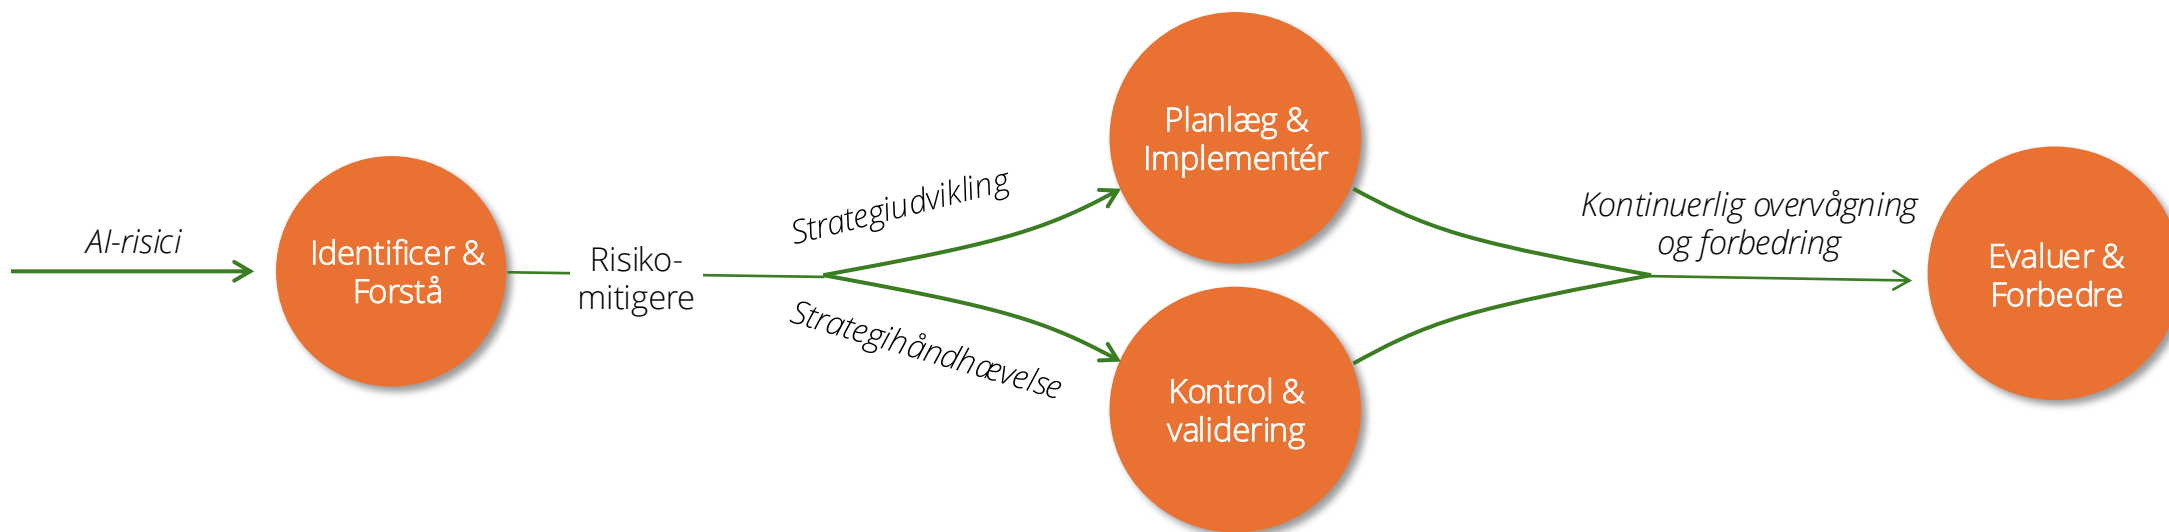 AI-risici
Identificer &
Forstå
Risiko-
mitigere
Strategiudvikling
Strategihåndhævelse
Planlæg &
Implementér
Kontrol &
validering
Kontinuerlig overvågning
og forbedring
Evaluer &
Forbedre